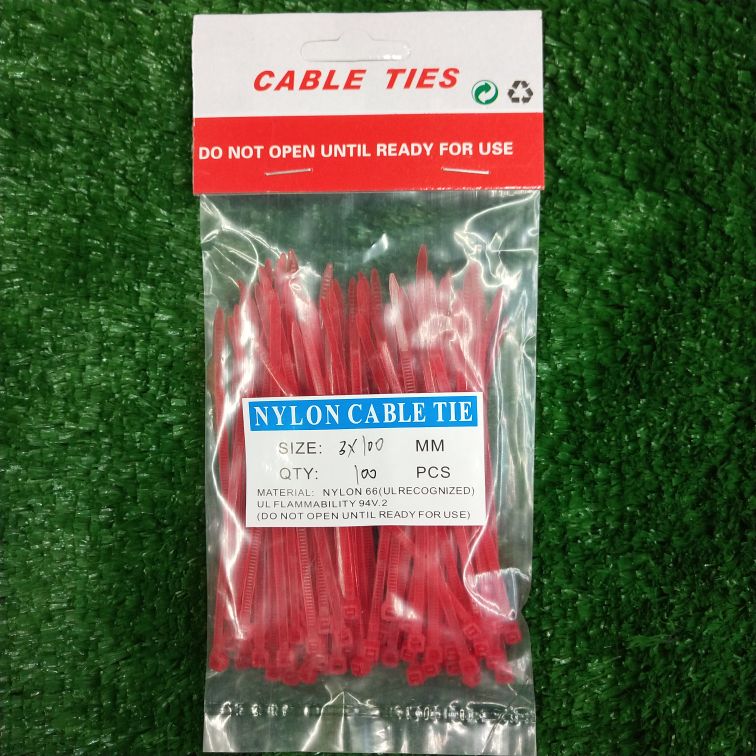 CABLE TIES
DO NOT OPEN UNTIL READY FOR USE
NYLON CABLE TIE
SIZE: 3X100 MM
QTY: 100 PCS
MATERIAL: NYLON 66(UL RECOGNIZED)
UL FLAMMABILITY 94V.2
(DO NOT OPEN UNTIL READY FOR USE)